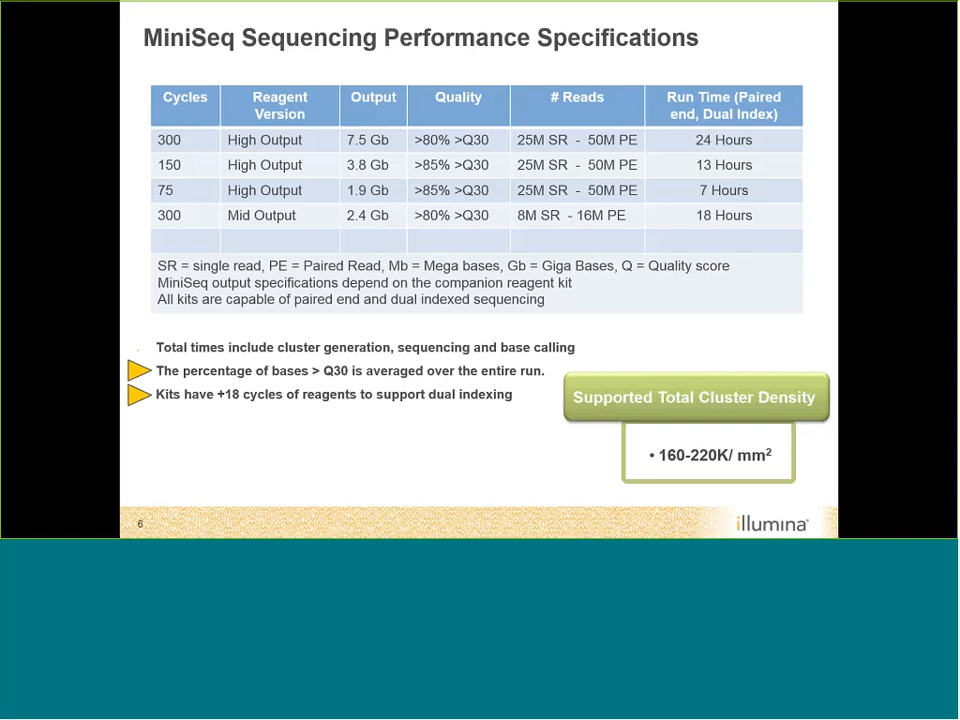 MiniSeq Sequencing Performance Specifications
Cycles Reagent Version Output Quality # Reads Run Time (Paired end, Dual Index)
300 High Output 7.5 Gb >80% >Q30 25M SR - 50M PE 24 Hours
150 High Output 3.8 Gb >85% >Q30 25M SR - 50M PE 13 Hours
75 High Output 1.9 Gb >85% >Q30 25M SR - 50M PE 7 Hours
300 Mid Output 2.4 Gb >80% >Q30 8M SR - 16M PE 18 Hours
SR = single read, PE = Paired Read, Mb = Mega bases, Gb = Giga Bases, Q = Quality score
MiniSeq output specifications depend on the companion reagent kit
All kits are capable of paired end and dual indexed sequencing
Total times include cluster generation, sequencing and base calling
The percentage of bases > Q30 is averaged over the entire run.
Kits have +18 cycles of reagents to support dual indexing
Supported Total Cluster Density
• 160-220K/ mm²
6
illumina®